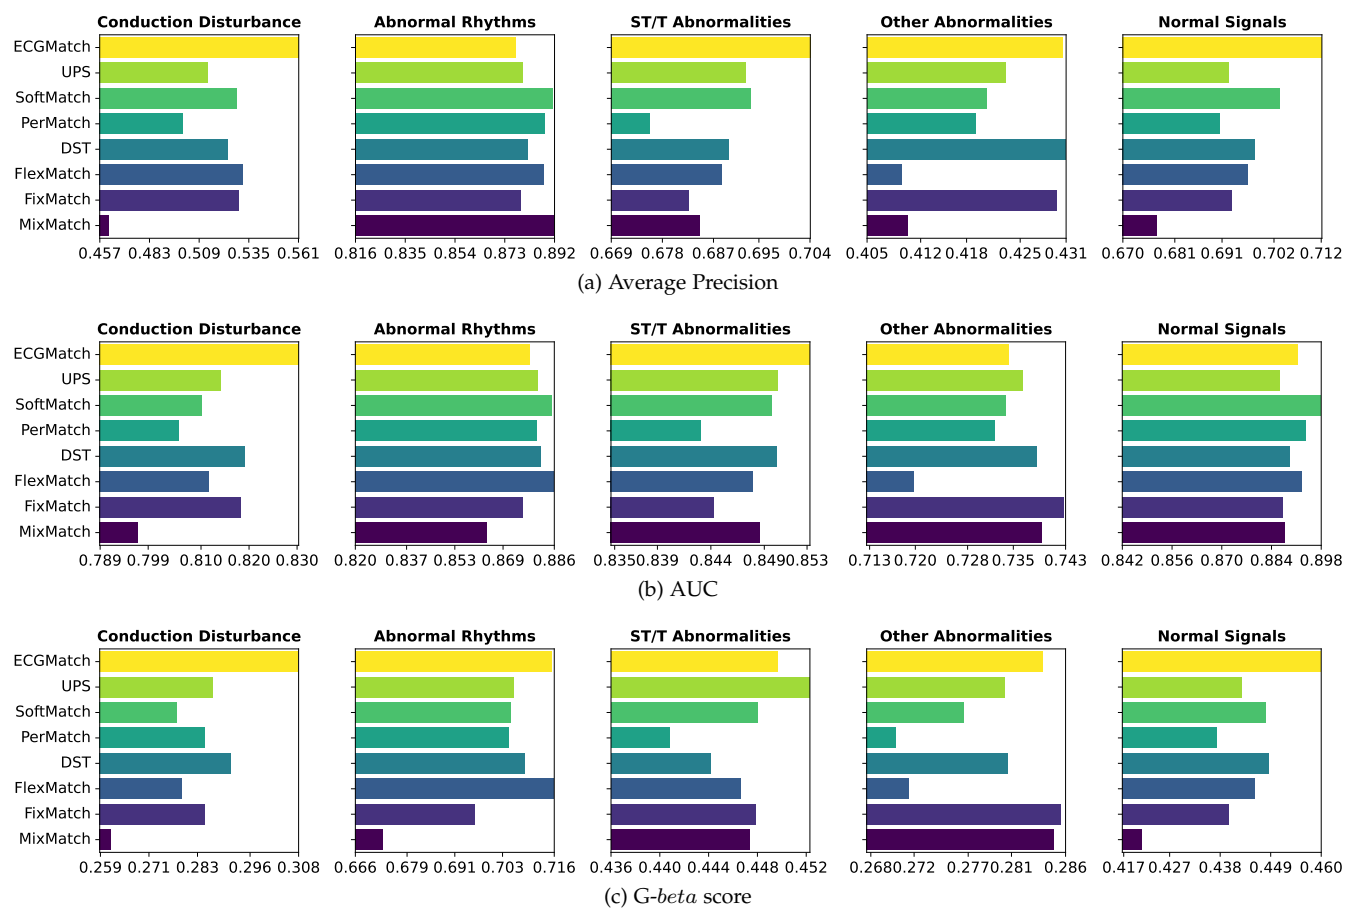 Conduction Disturbance Abnormal Rhythms ST/T Abnormalities Other Abnormalities Normal Signals
ECGMatch
UPS
SoftMatch
PerMatch
DST
FlexMatch
FixMatch
MixMatch
0.457 0.483 0.509 0.535 0.561 0.816 0.835 0.854 0.873 0.892 0.669 0.678 0.687 0.695 0.704 0.405 0.412 0.418 0.425 0.431 0.670 0.681 0.691 0.702 0.712
(a) Average Precision
Conduction Disturbance Abnormal Rhythms ST/T Abnormalities Other Abnormalities Normal Signals
ECGMatch
UPS
SoftMatch
PerMatch
DST
FlexMatch
FixMatch
MixMatch
0.789 0.799 0.810 0.820 0.830 0.820 0.837 0.853 0.869 0.886 0.835 0.839 0.844 0.849 0.853 0.713 0.720 0.728 0.735 0.743 0.842 0.856 0.870 0.884 0.898
(b) AUC
Conduction Disturbance Abnormal Rhythms ST/T Abnormalities Other Abnormalities Normal Signals
ECGMatch
UPS
SoftMatch
PerMatch
DST
FlexMatch
FixMatch
MixMatch
0.259 0.271 0.283 0.296 0.308 0.666 0.679 0.691 0.703 0.716 0.436 0.440 0.444 0.448 0.452 0.268 0.272 0.277 0.281 0.286 0.417 0.427 0.438 0.449 0.460
(c) G-beta score